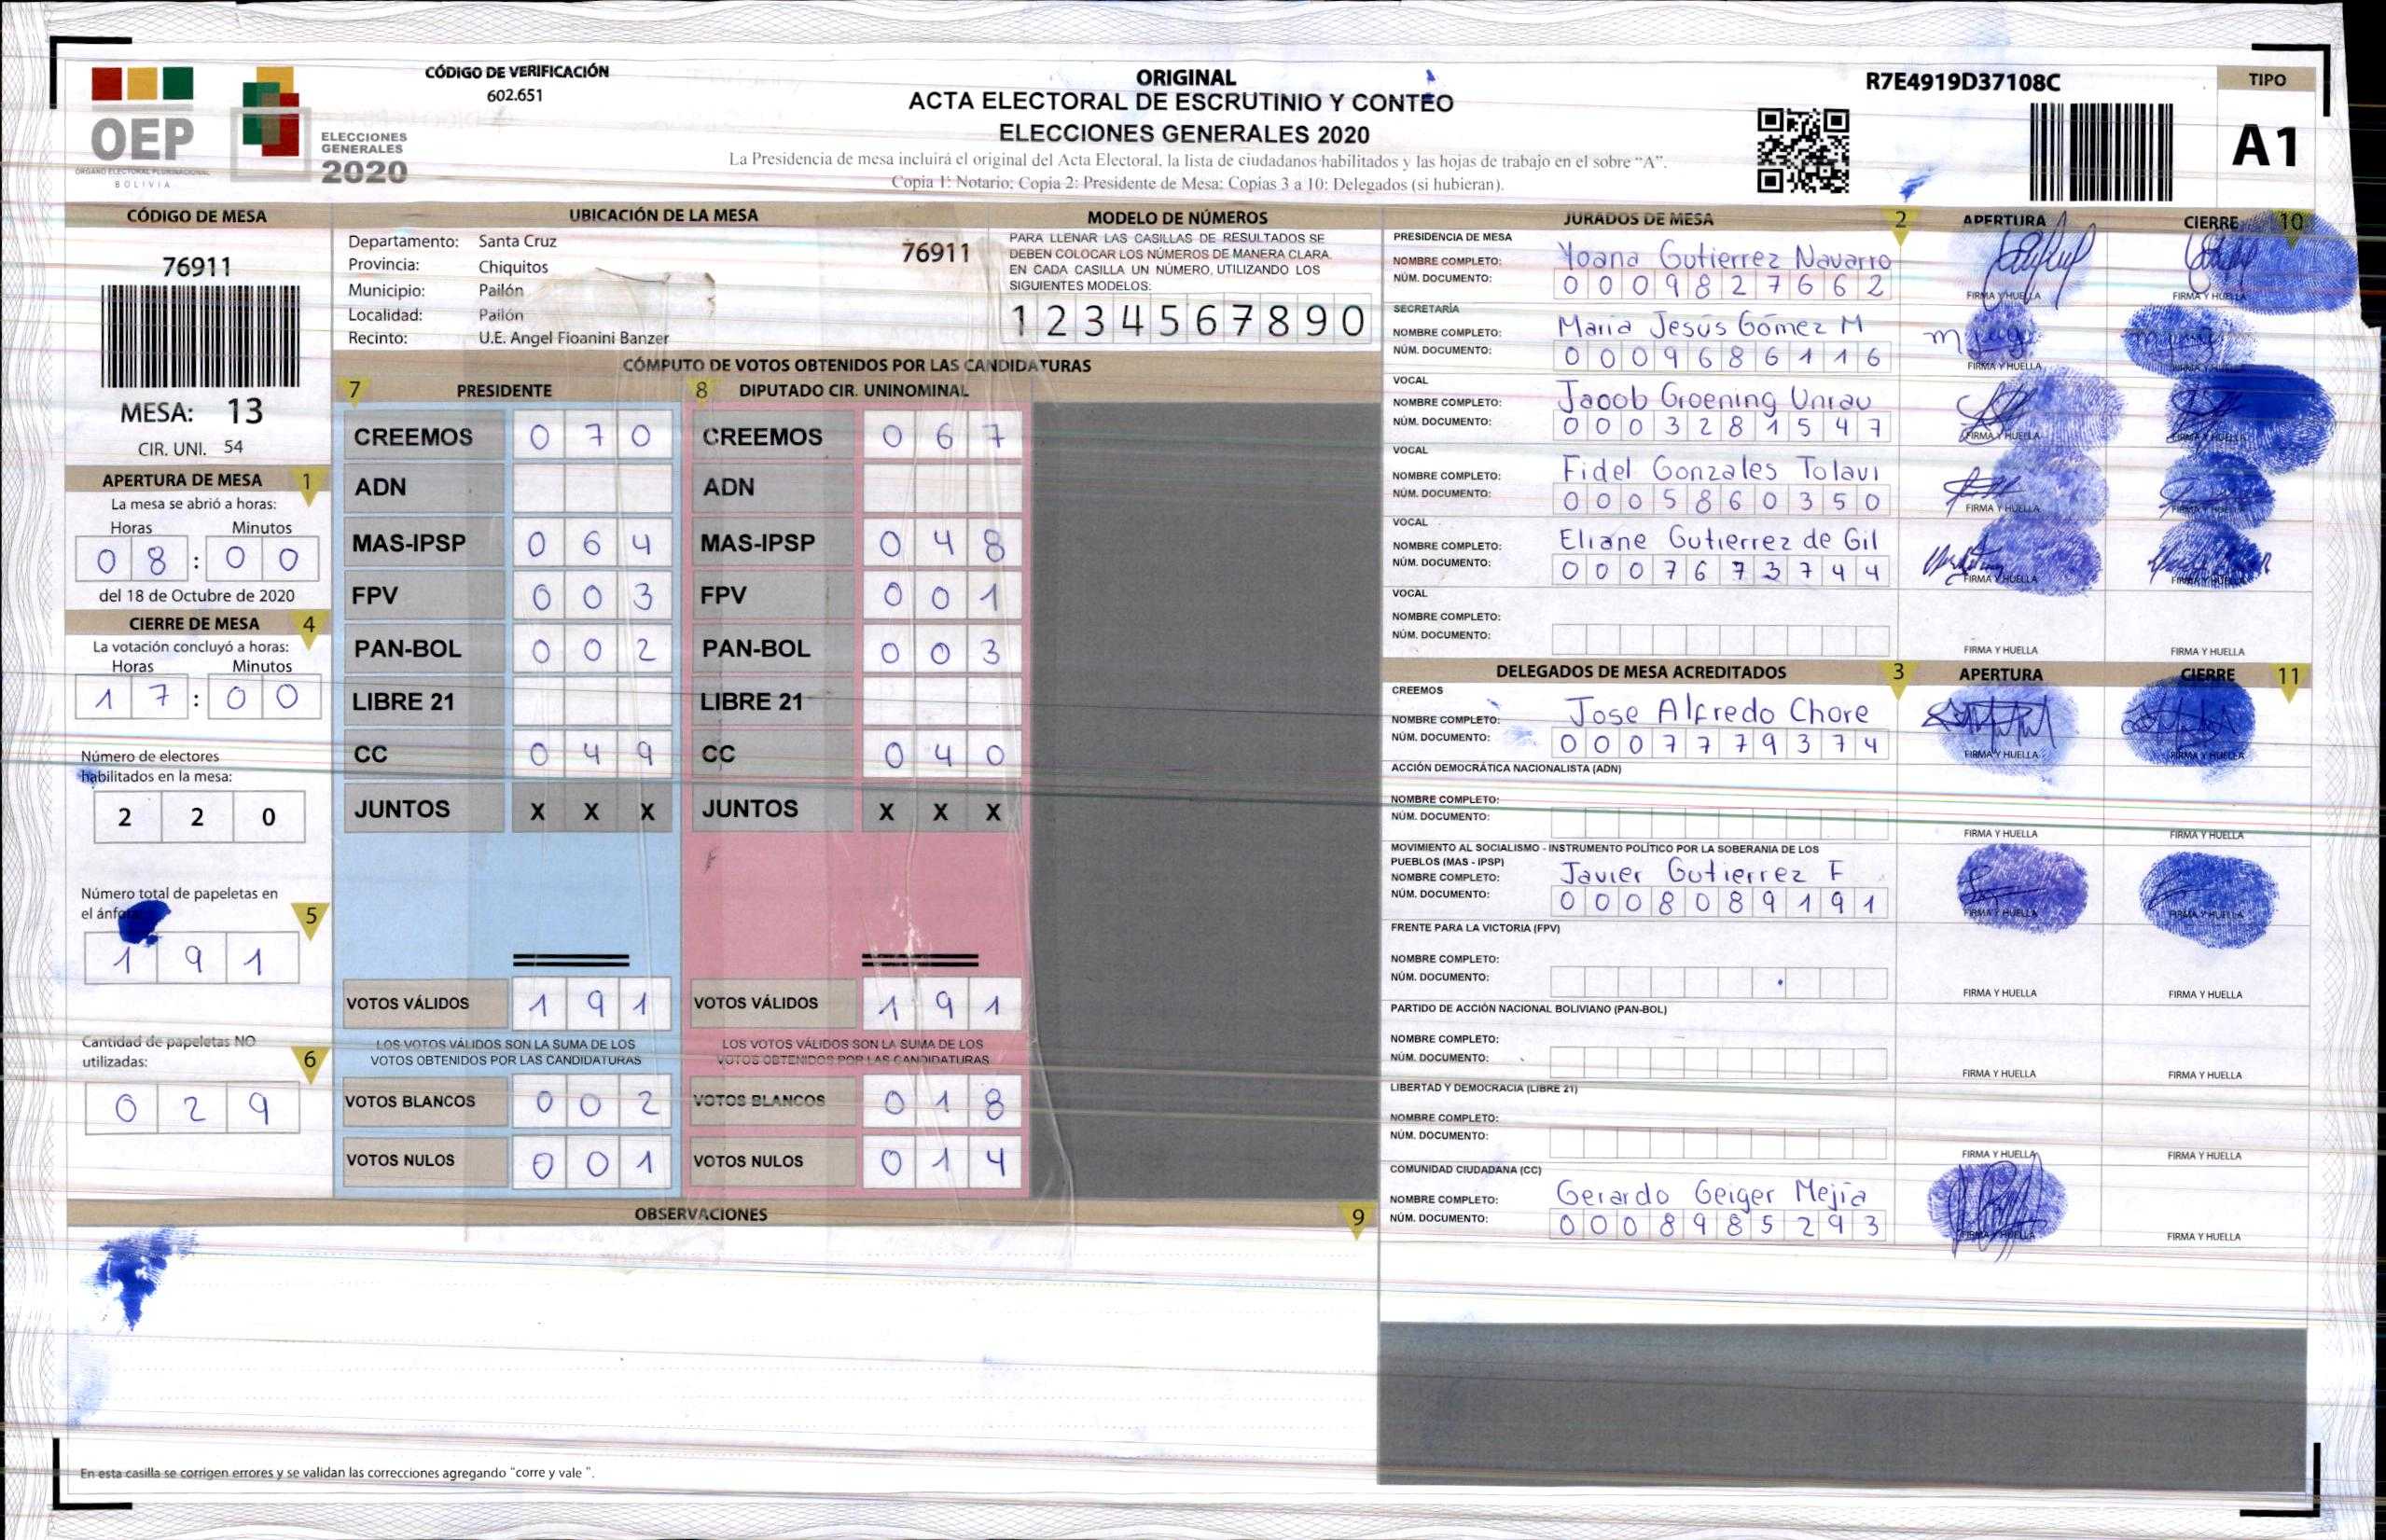 CÓDIGO DE VERIFICACIÓN
602.651
ORIGINAL
ACTA ELECTORAL DE ESCRUTINIO Y CONTEO
ELECCIONES GENERALES 2020
La Presidencia de mesa incluirá el original del Acta Electoral, la lista de ciudadanos habilitados y las hojas de trabajo en el sobre “A”.
Copia 1: Notario; Copia 2: Presidente de Mesa; Copias 3 a 10: Delegados (si hubieran).
R7E4919D37108C
TIPO
A1
OEP
ÓRGANO ELECTORAL PLURINACIONAL
BOLIVIA
ELECCIONES
GENERALES
2020
CÓDIGO DE MESA
76911
MESA: 13
CIR. UNI. 54
APERTURA DE MESA 1
La mesa se abrió a horas:
Horas Minutos
0 8 : 0 0
del 18 de Octubre de 2020
CIERRE DE MESA 4
La votación concluyó a horas:
Horas Minutos
1 7 : 0 0
Número de electores
habilitados en la mesa:
2 2 0
Número total de papeletas en
el ánfora: 5
1 9 1
Cantidad de papeletas NO
utilizadas: 6
0 2 9
UBICACIÓN DE LA MESA
Departamento: Santa Cruz 76911
Provincia: Chiquitos
Municipio: Pailón
Localidad: Pailón
Recinto: U.E. Angel Fioanini Banzer
MODELO DE NÚMEROS
PARA LLENAR LAS CASILLAS DE RESULTADOS SE
DEBEN COLOCAR LOS NÚMEROS DE MANERA CLARA.
EN CADA CASILLA UN NÚMERO, UTILIZANDO LOS
SIGUIENTES MODELOS:
1 2 3 4 5 6 7 8 9 0
CÓMPUTO DE VOTOS OBTENIDOS POR LAS CANDIDATURAS
7 PRESIDENTE
CREEMOS 0 7 0
ADN
MAS-IPSP 0 6 4
FPV 0 0 3
PAN-BOL 0 0 2
LIBRE 21
CC 0 4 9
JUNTOS X X X
VOTOS VÁLIDOS 1 9 1
LOS VOTOS VÁLIDOS SON LA SUMA DE LOS
VOTOS OBTENIDOS POR LAS CANDIDATURAS
VOTOS BLANCOS 0 0 2
VOTOS NULOS 0 0 1
8 DIPUTADO CIR. UNINOMINAL
CREEMOS 0 6 7
ADN
MAS-IPSP 0 4 8
FPV 0 0 1
PAN-BOL 0 0 3
LIBRE 21
CC 0 4 0
JUNTOS X X X
VOTOS VÁLIDOS 1 9 1
LOS VOTOS VÁLIDOS SON LA SUMA DE LOS
VOTOS OBTENIDOS POR LAS CANDIDATURAS
VOTOS BLANCOS 0 1 8
VOTOS NULOS 0 1 4
OBSERVACIONES 9
En esta casilla se corrigen errores y se validan las correcciones agregando “corre y vale ”.
JURADOS DE MESA 2 APERTURA CIERRE 10
PRESIDENCIA DE MESA
NOMBRE COMPLETO: Yoana Gutierrez Navarro
NÚM. DOCUMENTO: 0 0 0 9 8 2 7 6 6 2
FIRMA Y HUELLA FIRMA Y HUELLA
SECRETARÍA
NOMBRE COMPLETO: Maria Jesús Gómez M
NÚM. DOCUMENTO: 0 0 0 9 6 8 6 1 1 6
FIRMA Y HUELLA FIRMA Y HUELLA
VOCAL
NOMBRE COMPLETO: Jacob Groening Unrau
NÚM. DOCUMENTO: 0 0 0 3 2 8 1 5 4 7
FIRMA Y HUELLA FIRMA Y HUELLA
VOCAL
NOMBRE COMPLETO: Fidel Gonzales Tolavi
NÚM. DOCUMENTO: 0 0 0 5 8 6 0 3 5 0
FIRMA Y HUELLA FIRMA Y HUELLA
VOCAL
NOMBRE COMPLETO: Eliane Gutierrez de Gil
NÚM. DOCUMENTO: 0 0 0 7 6 7 3 7 4 4
FIRMA Y HUELLA FIRMA Y HUELLA
VOCAL
NOMBRE COMPLETO:
NÚM. DOCUMENTO:
FIRMA Y HUELLA FIRMA Y HUELLA
DELEGADOS DE MESA ACREDITADOS 3 APERTURA CIERRE 11
CREEMOS
NOMBRE COMPLETO: Jose Alfredo Chore
NÚM. DOCUMENTO: 0 0 0 7 7 7 9 3 7 4
FIRMA Y HUELLA FIRMA Y HUELLA
ACCIÓN DEMOCRÁTICA NACIONALISTA (ADN)
NOMBRE COMPLETO:
NÚM. DOCUMENTO:
FIRMA Y HUELLA FIRMA Y HUELLA
MOVIMIENTO AL SOCIALISMO - INSTRUMENTO POLÍTICO POR LA SOBERANIA DE LOS
PUEBLOS (MAS - IPSP)
NOMBRE COMPLETO: Javier Gutierrez F
NÚM. DOCUMENTO: 0 0 0 8 0 8 9 1 9 1
FIRMA Y HUELLA FIRMA Y HUELLA
FRENTE PARA LA VICTORIA (FPV)
NOMBRE COMPLETO:
NÚM. DOCUMENTO:
FIRMA Y HUELLA FIRMA Y HUELLA
PARTIDO DE ACCIÓN NACIONAL BOLIVIANO (PAN-BOL)
NOMBRE COMPLETO:
NÚM. DOCUMENTO:
FIRMA Y HUELLA FIRMA Y HUELLA
LIBERTAD Y DEMOCRACIA (LIBRE 21)
NOMBRE COMPLETO:
NÚM. DOCUMENTO:
FIRMA Y HUELLA FIRMA Y HUELLA
COMUNIDAD CIUDADANA (CC)
NOMBRE COMPLETO: Gerardo Geiger Mejia
NÚM. DOCUMENTO: 0 0 0 8 9 8 5 2 9 3
FIRMA Y HUELLA FIRMA Y HUELLA